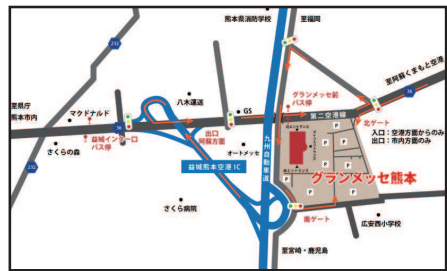 熊本県消防学校
至福岡
232
至阿蘇くまもと空港
36
八木運送
グランメッセ前
バス停
至県庁
熊本市内
マクドナルド
GS
第二空港線
北ゲート
36
入口：空港方面からのみ
出口：市内方面のみ
さくらの森
益城インター口
バス停
出口
阿蘇方面
オートメッセ
九州自動車道
P
P
P
P
P
P
P
P
232
益城熊本空港IC
グランメッセ熊本
さくら病院
南ゲート
広安西小学校
至宮崎・鹿児島